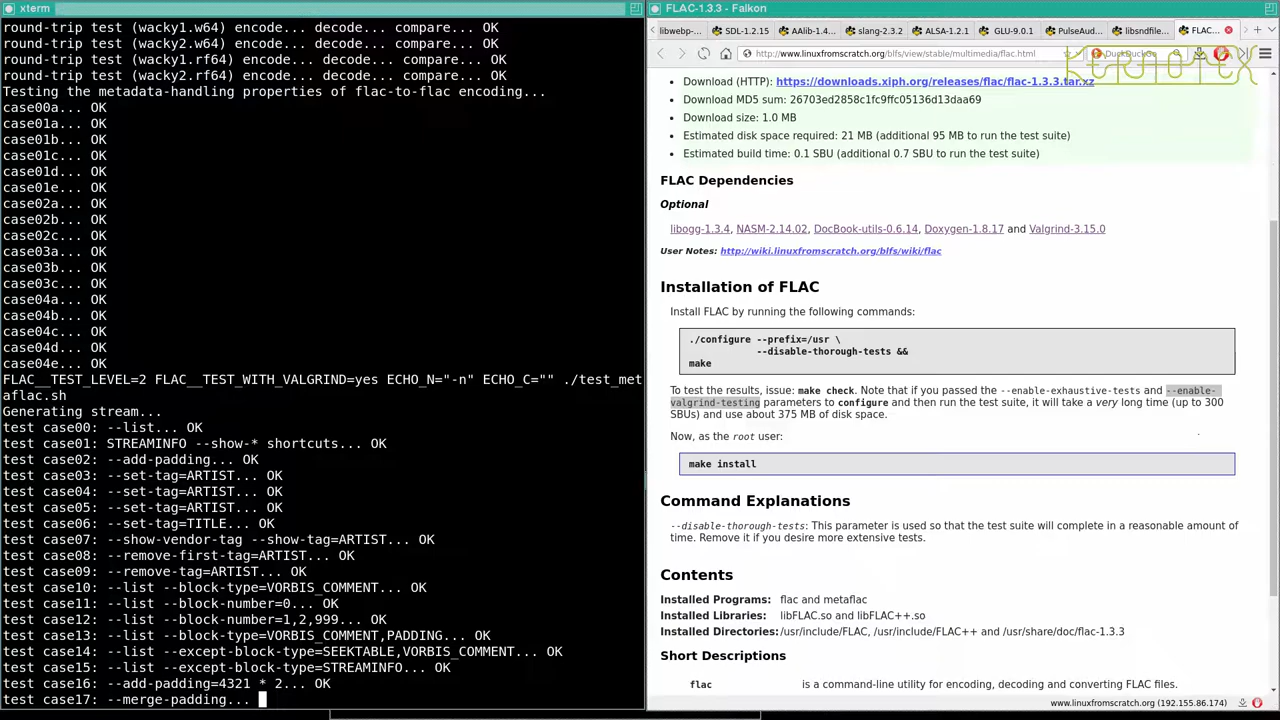 xterm
round-trip test (wacky1.w64) encode... decode... compare... OK
round-trip test (wacky2.w64) encode... decode... compare... OK
round-trip test (wacky1.rf64) encode... decode... compare... OK
round-trip test (wacky2.rf64) encode... decode... compare... OK
Testing the metadata-handling properties of flac-to-flac encoding...
case00a... OK
case01a... OK
case01b... OK
case01c... OK
case01d... OK
case01e... OK
case02a... OK
case02b... OK
case02c... OK
case03a... OK
case03b... OK
case03c... OK
case04a... OK
case04b... OK
case04c... OK
case04d... OK
case04e... OK
FLAC__TEST_LEVEL=2 FLAC__TEST_WITH_VALGRIND=yes ECHO_N="-n" ECHO_C="" ./test_met
aflac.sh
Generating stream...
test case00: --list... OK
test case01: STREAMINFO --show-* shortcuts... OK
test case02: --add-padding... OK
test case03: --set-tag=ARTIST... OK
test case04: --set-tag=ARTIST... OK
test case05: --set-tag=ARTIST... OK
test case06: --set-tag=TITLE... OK
test case07: --show-vendor-tag --show-tag=ARTIST... OK
test case08: --remove-first-tag=ARTIST... OK
test case09: --remove-tag=ARTIST... OK
test case10: --list --block-type=VORBIS_COMMENT... OK
test case11: --list --block-number=0... OK
test case12: --list --block-number=1,2,999... OK
test case13: --list --block-type=VORBIS_COMMENT,PADDING... OK
test case14: --list --except-block-type=SEEKTABLE,VORBIS_COMMENT... OK
test case15: --list --except-block-type=STREAMINFO... OK
test case16: --add-padding=4321 * 2... OK
test case17: --merge-padding...
FLAC-1.3.3 - Falkon
libwebp-... SDL-1.2.15 AAlib-1.4... slang-2.3.2 ALSA-1.2.1 GLU-9.0.1 PulseAud... libsndfile... FLAC...
http://www.linuxfromscratch.org/blfs/view/stable/multimedia/flac.html DuckDuckGo
KERNOTEX
Download (HTTP): https://downloads.xiph.org/releases/flac/flac-1.3.3.tar.xz
Download MD5 sum: 26703ed2858c1fc9ffc05136d13daa69
Download size: 1.0 MB
Estimated disk space required: 21 MB (additional 95 MB to run the test suite)
Estimated build time: 0.1 SBU (additional 0.7 SBU to run the test suite)
FLAC Dependencies
Optional
libogg-1.3.4, NASM-2.14.02, DocBook-utils-0.6.14, Doxygen-1.8.17 and Valgrind-3.15.0
User Notes: http://wiki.linuxfromscratch.org/blfs/wiki/flac
Installation of FLAC
Install FLAC by running the following commands:
./configure --prefix=/usr \
--disable-thorough-tests &&
make
To test the results, issue: make check. Note that if you passed the --enable-exhaustive-tests and --enable-
valgrind-testing parameters to configure and then run the test suite, it will take a very long time (up to 300
SBUs) and use about 375 MB of disk space.
Now, as the root user:
make install
Command Explanations
--disable-thorough-tests: This parameter is used so that the test suite will complete in a reasonable amount of
time. Remove it if you desire more extensive tests.
Contents
Installed Programs: flac and metaflac
Installed Libraries: libFLAC.so and libFLAC++.so
Installed Directories: /usr/include/FLAC, /usr/include/FLAC++ and /usr/share/doc/flac-1.3.3
Short Descriptions
flac is a command-line utility for encoding, decoding and converting FLAC files.
www.linuxfromscratch.org (192.155.86.174)